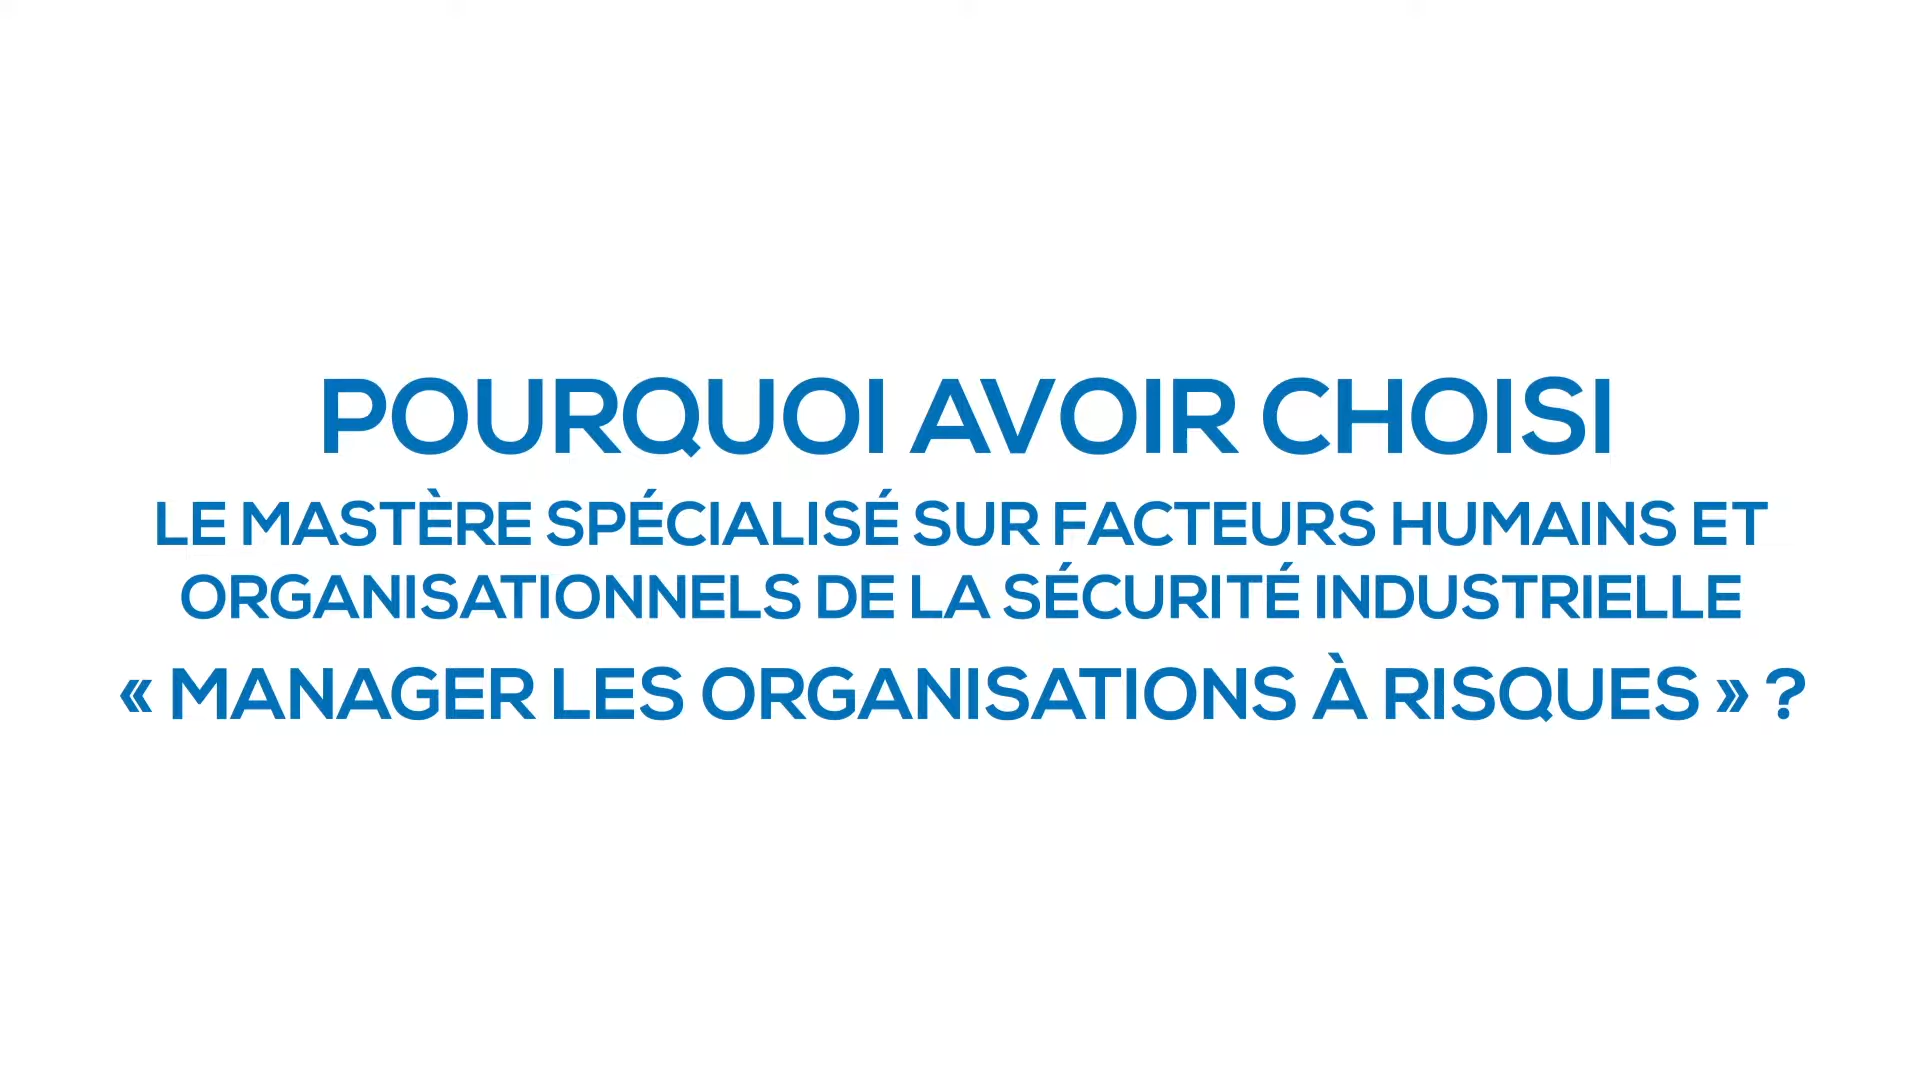 POURQUOI AVOIR CHOISI
LE MASTÈRE SPÉCIALISÉ SUR FACTEURS HUMAINS ET
ORGANISATIONNELS DE LA SÉCURITÉ INDUSTRIELLE
« MANAGER LES ORGANISATIONS À RISQUES » ?